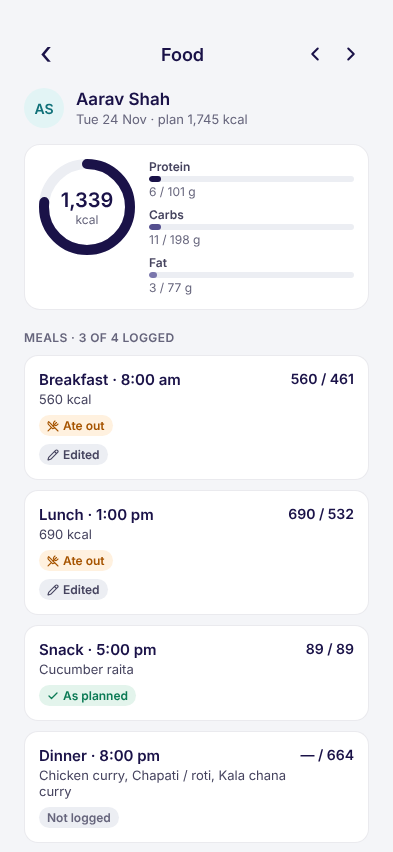 Food
AS
Aarav Shah
Tue 24 Nov · plan 1,745 kcal
1,339
kcal
Protein
6 / 101 g
Carbs
11 / 198 g
Fat
3 / 77 g
MEALS · 3 OF 4 LOGGED
Breakfast · 8:00 am
560 / 461
560 kcal
Ate out
Edited
Lunch · 1:00 pm
690 / 532
690 kcal
Ate out
Edited
Snack · 5:00 pm
89 / 89
Cucumber raita
As planned
Dinner · 8:00 pm
— / 664
Chicken curry, Chapati / roti, Kala chana
curry
Not logged